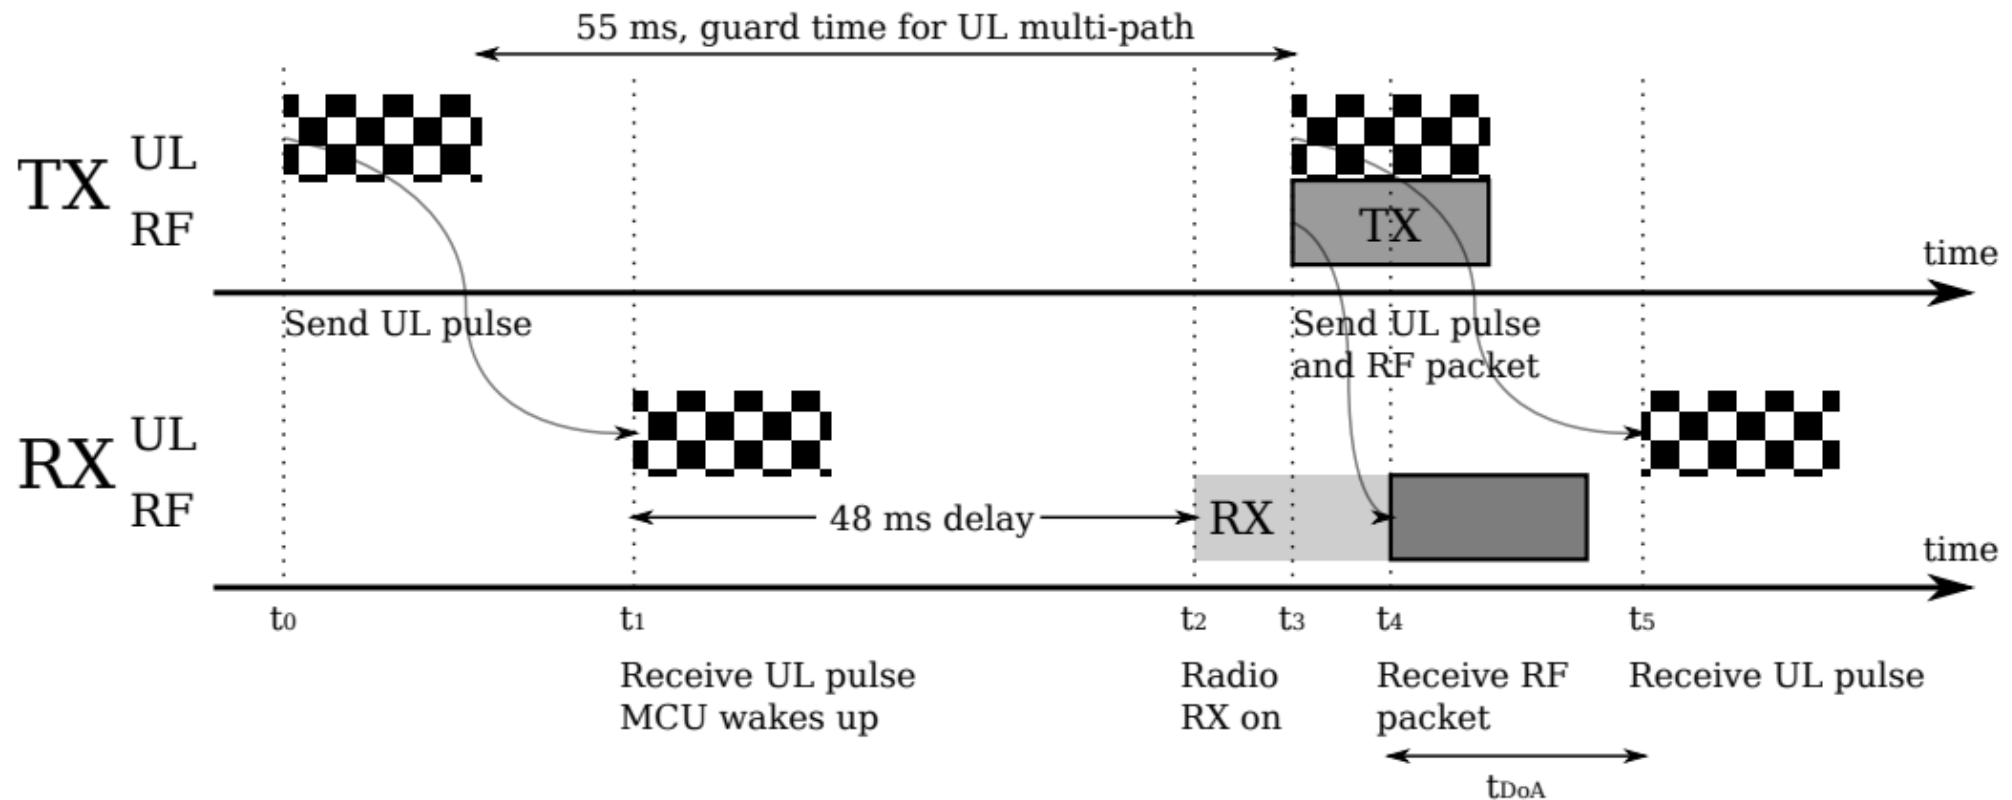 55 ms, guard time for UL multi-path
TX
UL
RF
TX
time
Send UL pulse
Send UL pulse
and RF packet
RX
UL
RF
48 ms delay
RX
time
t0
t1
t2
t3
t4
t5
Receive UL pulse
MCU wakes up
Radio
RX on
Receive RF
packet
Receive UL pulse
tDoA